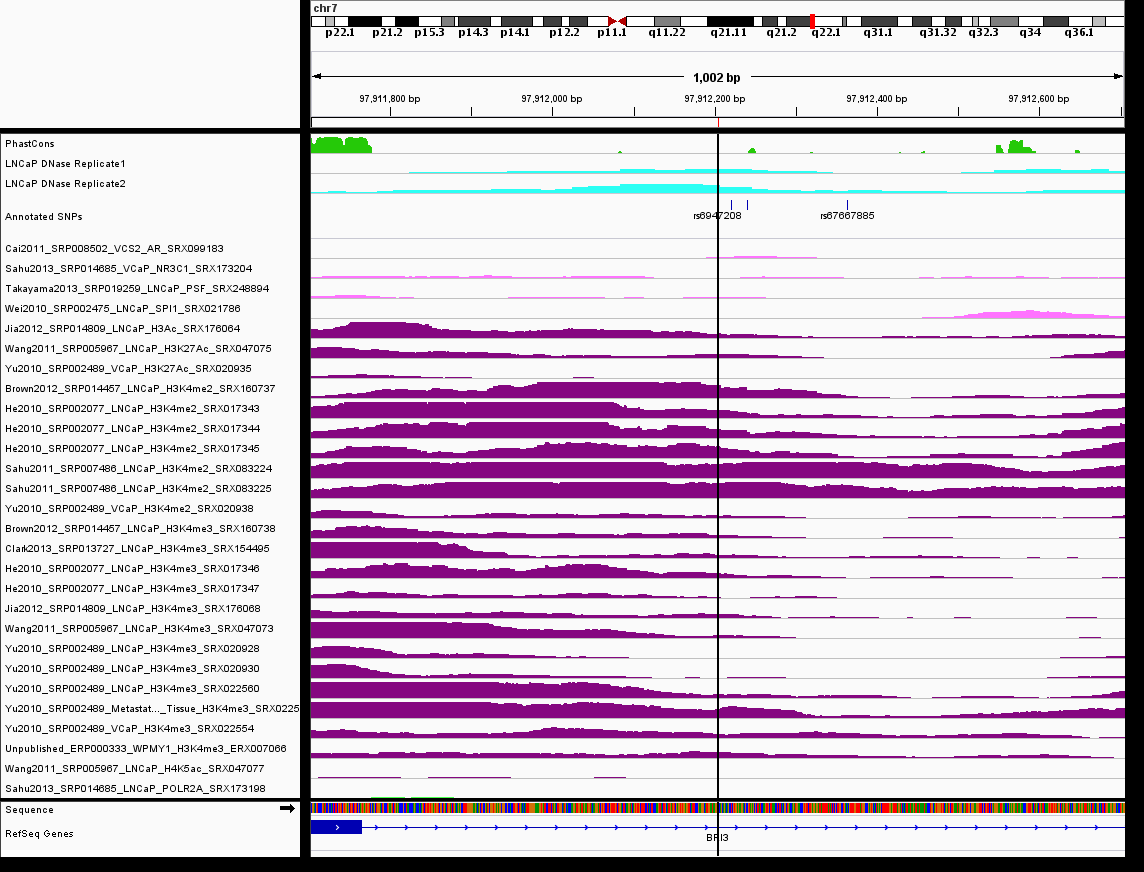 chr7
p22.1 p21.2 p15.3 p14.3 p14.1 p12.2 p11.1 q11.22 q21.11 q21.2 q22.1 q31.1 q31.32 q32.3 q34 q36.1
1,002 bp
97,911,800 bp 97,912,000 bp 97,912,200 bp 97,912,400 bp 97,912,600 bp
PhastCons
LNCaP DNase Replicate1
LNCaP DNase Replicate2
Annotated SNPs rs6947208 rs67667885
Cai2011_SRP008502_VCS2_AR_SRX099183
Sahu2013_SRP014685_VCaP_NR3C1_SRX173204
Takayama2013_SRP019259_LNCaP_PSF_SRX248894
Wei2010_SRP002475_LNCaP_SPI1_SRX021786
Jia2012_SRP014809_LNCaP_H3Ac_SRX176064
Wang2011_SRP005967_LNCaP_H3K27Ac_SRX047075
Yu2010_SRP002489_VCaP_H3K27Ac_SRX020935
Brown2012_SRP014457_LNCaP_H3K4me2_SRX160737
He2010_SRP002077_LNCaP_H3K4me2_SRX017343
He2010_SRP002077_LNCaP_H3K4me2_SRX017344
He2010_SRP002077_LNCaP_H3K4me2_SRX017345
Sahu2011_SRP007486_LNCaP_H3K4me2_SRX083224
Sahu2011_SRP007486_LNCaP_H3K4me2_SRX083225
Yu2010_SRP002489_VCaP_H3K4me2_SRX020938
Brown2012_SRP014457_LNCaP_H3K4me3_SRX160738
Clark2013_SRP013727_LNCaP_H3K4me3_SRX154495
He2010_SRP002077_LNCaP_H3K4me3_SRX017346
He2010_SRP002077_LNCaP_H3K4me3_SRX017347
Jia2012_SRP014809_LNCaP_H3K4me3_SRX176068
Wang2011_SRP005967_LNCaP_H3K4me3_SRX047073
Yu2010_SRP002489_LNCaP_H3K4me3_SRX020928
Yu2010_SRP002489_LNCaP_H3K4me3_SRX020930
Yu2010_SRP002489_LNCaP_H3K4me3_SRX022560
Yu2010_SRP002489_Metastat..._Tissue_H3K4me3_SRX0225
Yu2010_SRP002489_VCaP_H3K4me3_SRX022554
Unpublished_ERP000333_WPMY1_H3K4me3_ERX007066
Wang2011_SRP005967_LNCaP_H4K5ac_SRX047077
Sahu2013_SRP014685_LNCaP_POLR2A_SRX173198
Sequence
RefSeq Genes BRI3